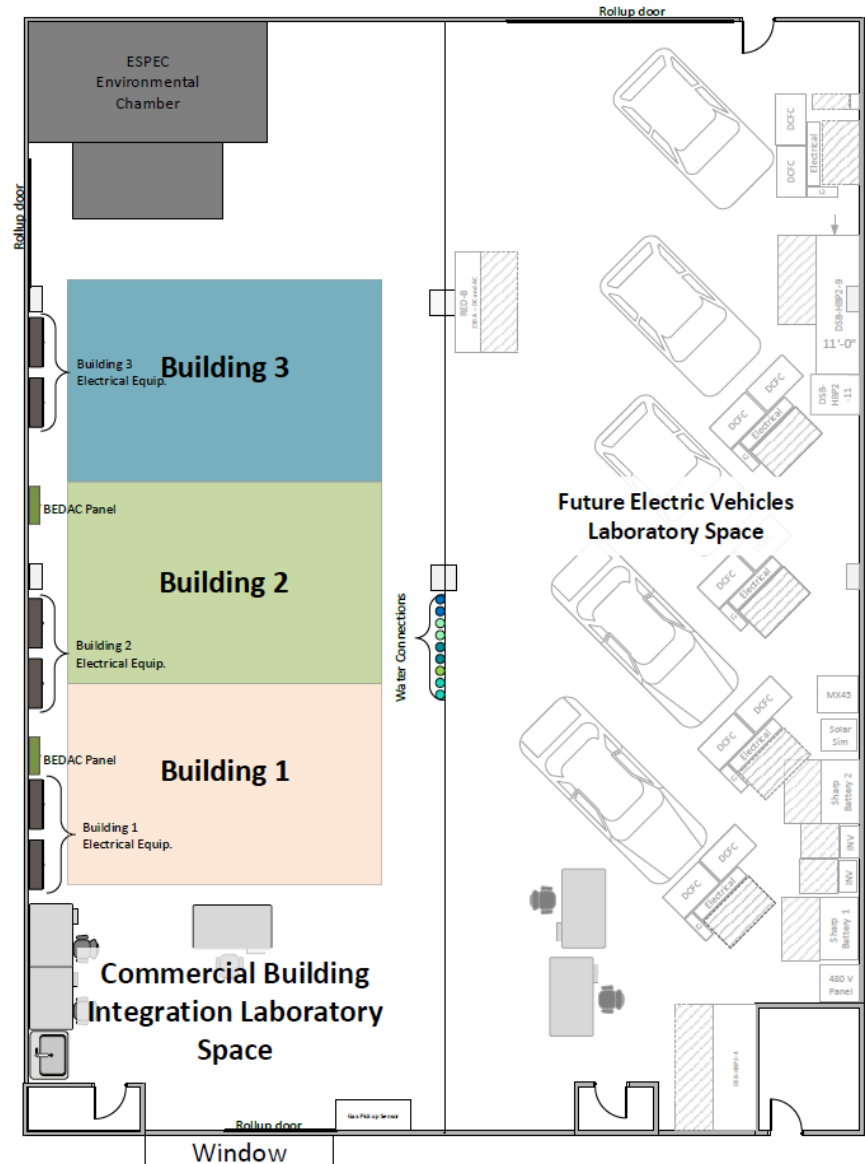 Rollup door
ESPEC
Environmental
Chamber
Rollup door
Building 3
Building 3
Electrical Equip.
BEDAC Panel
Building 2
Building 2
Electrical Equip.
Water Connections
BEDAC Panel
Building 1
Building 1
Electrical Equip.
Commercial Building
Integration Laboratory
Space
Rollup door
Gas Pickup Sensor
Window
RED-B
Future Electric Vehicles
Laboratory Space
DCFC
DCFC
Electrical
DSB-HBP2-9
11'-0"
DSB-
HBP2
-11
DCFC
DCFC
Electrical
DCFC
Electrical
MX45
Solar
Sim
DCFC
DCFC
Electrical
Sharp
Battery 2
INV
INV
DCFC
DCFC
Electrical
Sharp
Battery 1
480 V
Panel